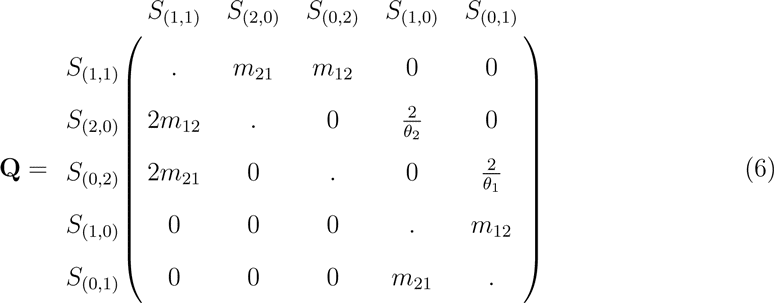 S(1,1) S(2,0) S(0,2) S(1,0) S(0,1)
S(1,1) . m21 m12 0 0
S(2,0) 2m12 . 0 2/θ2 0
Q = S(0,2) 2m21 0 . 0 2/θ1 (6)
S(1,0) 0 0 0 . m12
S(0,1) 0 0 0 m21 .